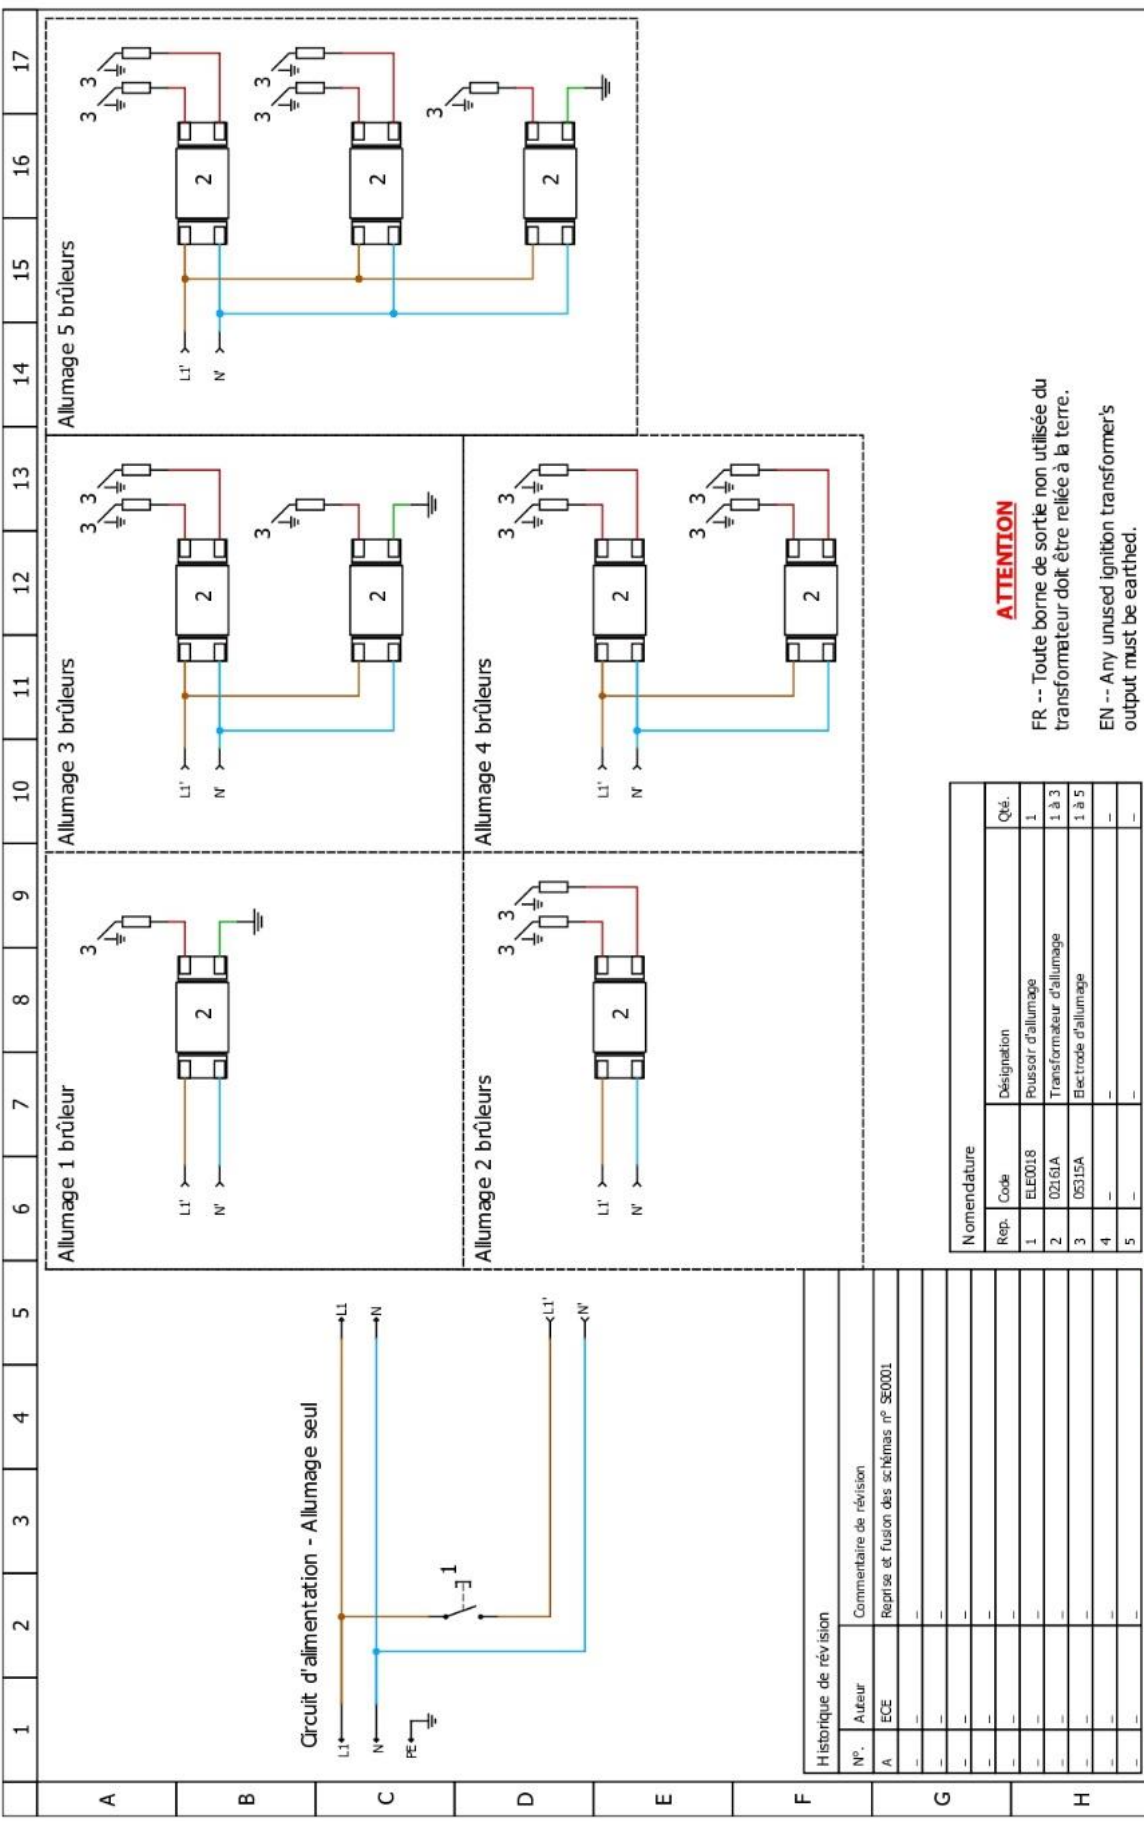 1 2 3 4 5 6 7 8 9 10 11 12 13 14 15 16 17
A
B
C
D
E
F
G
H
Circuit d'alimentation - Allumage seul
L1
N
PE
L1
N
1
L1'
N'
Allumage 1 brûleur
L1'
N'
2
3
Allumage 2 brûleurs
L1'
N'
2
3
3
Allumage 3 brûleurs
L1'
N'
2
3
3
2
3
Allumage 4 brûleurs
L1'
N'
2
3
3
2
3
3
Allumage 5 brûleurs
L1'
N'
2
3
3
2
3
3
2
3
Historique de révision
N°. Auteur Commentaire de révision
A ECE Reprise et fusion des schémas n° SE0001
– – –
– – –
– – –
– – –
– – –
– – –
– – –
– – –
– – –
– – –
Nomenclature
Rep. Code Désignation Qté.
1 ELE0018 Poussoir d'allumage 1
2 02161A Transformateur d'allumage 1 à 3
3 05315A Electrode d'allumage 1 à 5
4 – – –
5 – – –
ATTENTION
FR -- Toute borne de sortie non utilisée du
transformateur doit être reliée à la terre.
EN -- Any unused ignition transformer's
output must be earthed.